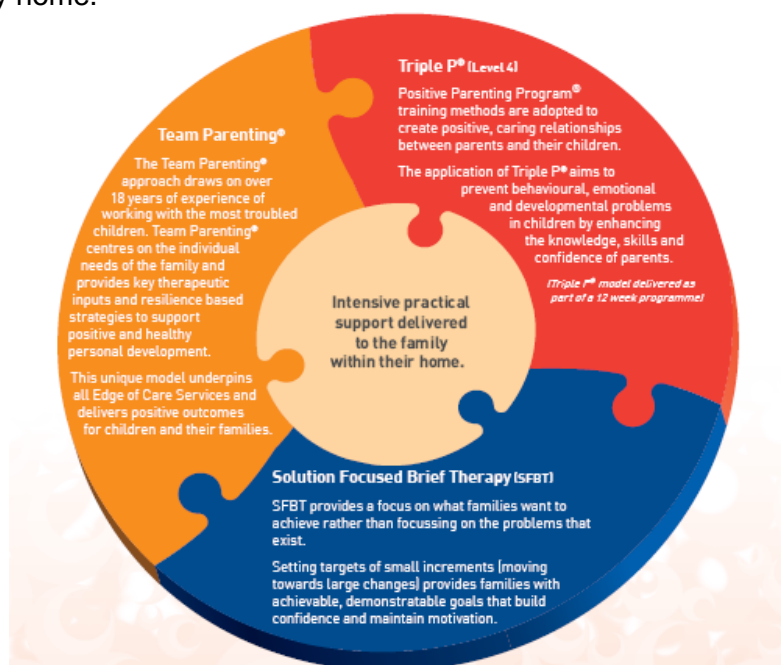 y home.
Triple P® (Level 4)
Positive Parenting Program®
training methods are adopted to
create positive, caring relationships
between parents and their children.
The application of Triple P® aims to
prevent behavioural, emotional
and developmental problems
in children by enhancing
the knowledge, skills and
confidence of parents.
(Triple P® model delivered as
part of a 12 week programme)
Team Parenting®
The Team Parenting®
approach draws on over
18 years of experience of
working with the most troubled
children. Team Parenting®
centres on the individual
needs of the family and
provides key therapeutic
inputs and resilience based
strategies to support
positive and healthy
personal development.
This unique model underpins
all Edge of Care Services and
delivers positive outcomes
for children and their families.
Intensive practical
support delivered
to the family
within their home.
Solution Focused Brief Therapy (SFBT)
SFBT provides a focus on what families want to
achieve rather than focussing on the problems that
exist.
Setting targets of small increments (moving
towards large changes) provides families with
achievable, demonstratable goals that build
confidence and maintain motivation.